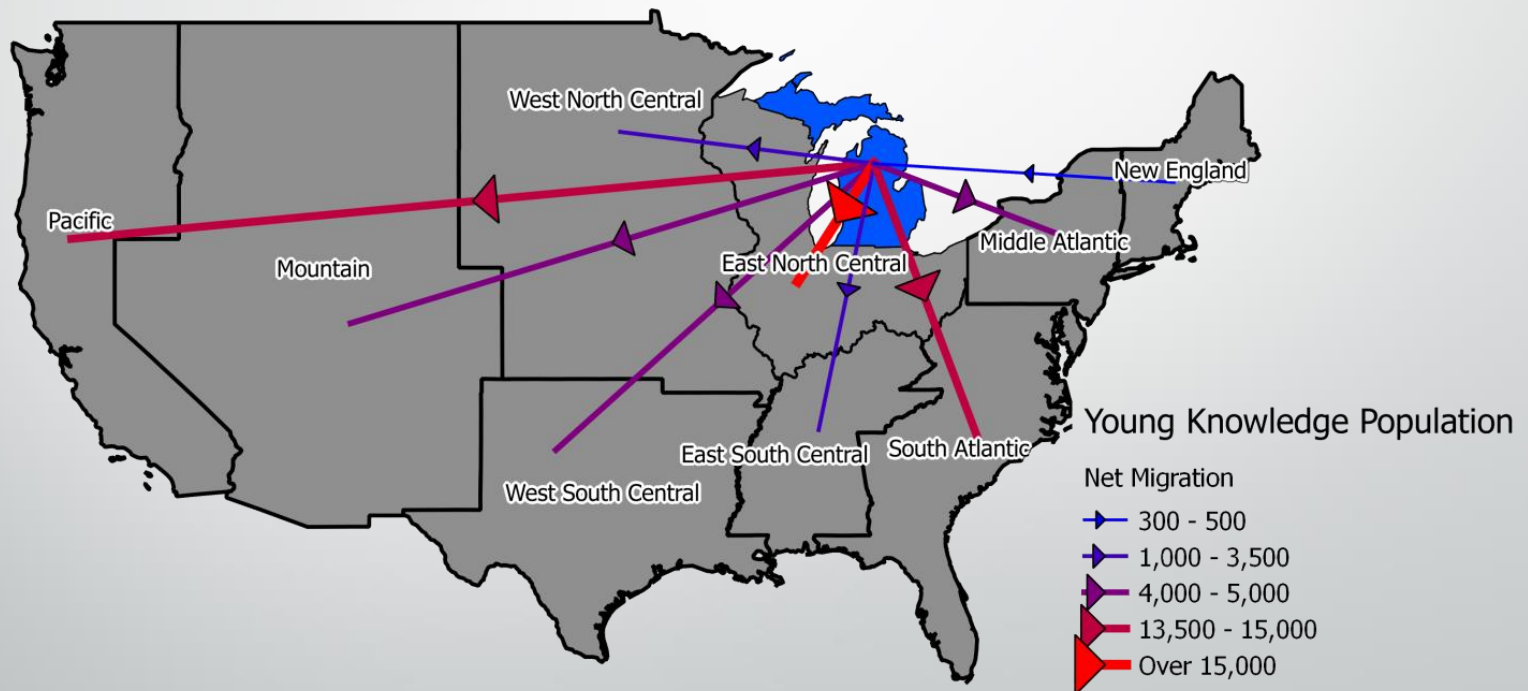 West North Central
New England
Pacific
Middle Atlantic
Mountain
East North Central
East South Central
South Atlantic
West South Central
Young Knowledge Population
Net Migration
300 - 500
1,000 - 3,500
4,000 - 5,000
13,500 - 15,000
Over 15,000